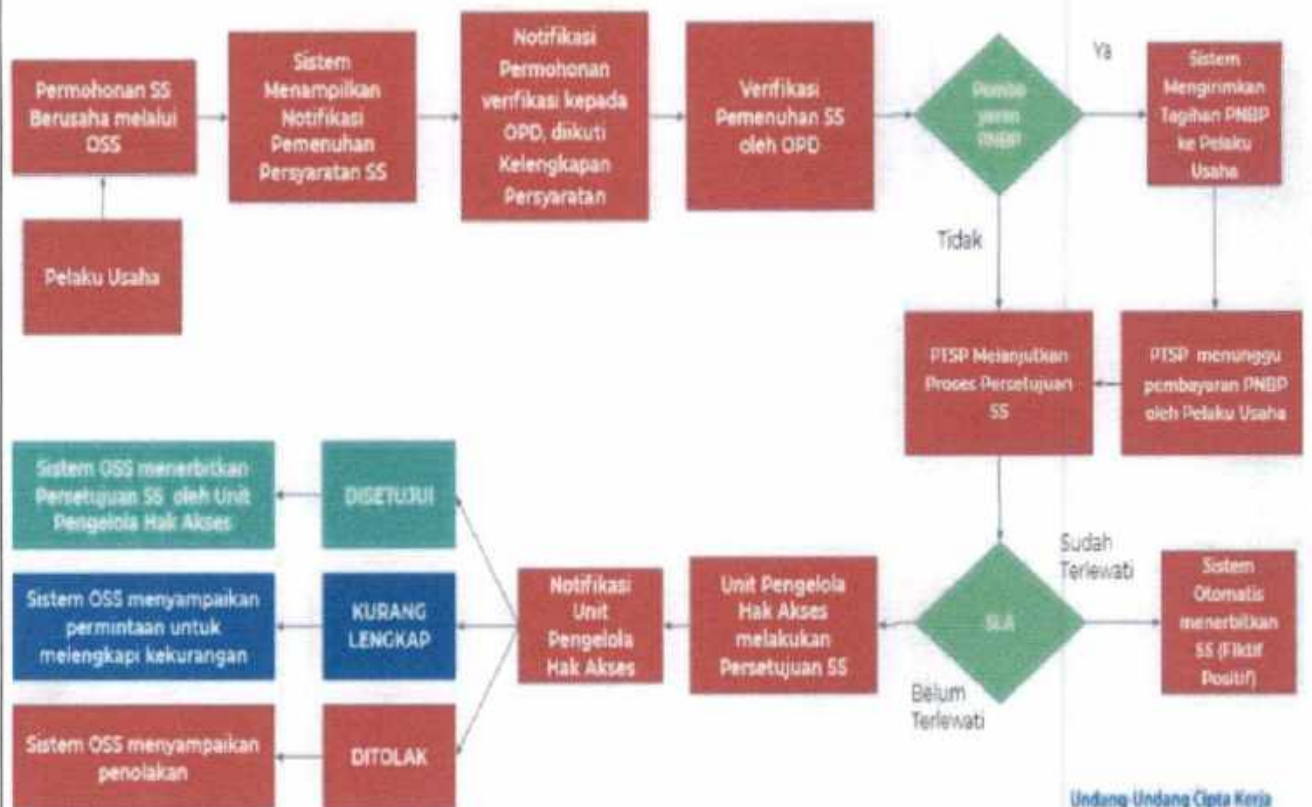 Permohonan SS
Berusaha melalui
OSS
Pelaku Usaha
Sistem
Menampilkan
Notifikasi
Pemenuhan
Persyaratan SS
Notifikasi
Permohonan
verifikasi kepada
OPD, diikuti
Kelengkapan
Persyaratan
Verifikasi
Pemenuhan SS
oleh OPD
Pemba
yaran
PNBP
Ya
Sistem
Mengirimkan
Tagihan PNBP
ke Pelaku
Usaha
Tidak
PTSP Melanjutkan
Proses Persetujuan
SS
PTSP menunggu
pembayaran PNBP
oleh Pelaku Usaha
SLA
Sudah
Terlewati
Sistem
Otomatis
menerbitkan
SS (Fiktif
Positif)
Belum
Terlewati
Unit Pengelola
Hak Akses
melakukan
Persetujuan SS
Notifikasi
Unit
Pengelola
Hak Akses
DISETUJUI
Sistem OSS menerbitkan
Persetujuan SS oleh Unit
Pengelola Hak Akses
KURANG
LENGKAP
Sistem OSS menyampaikan
permintaan untuk
melengkapi kekurangan
DITOLAK
Sistem OSS menyampaikan
penolakan
Undang-Undang Cipta Kerja